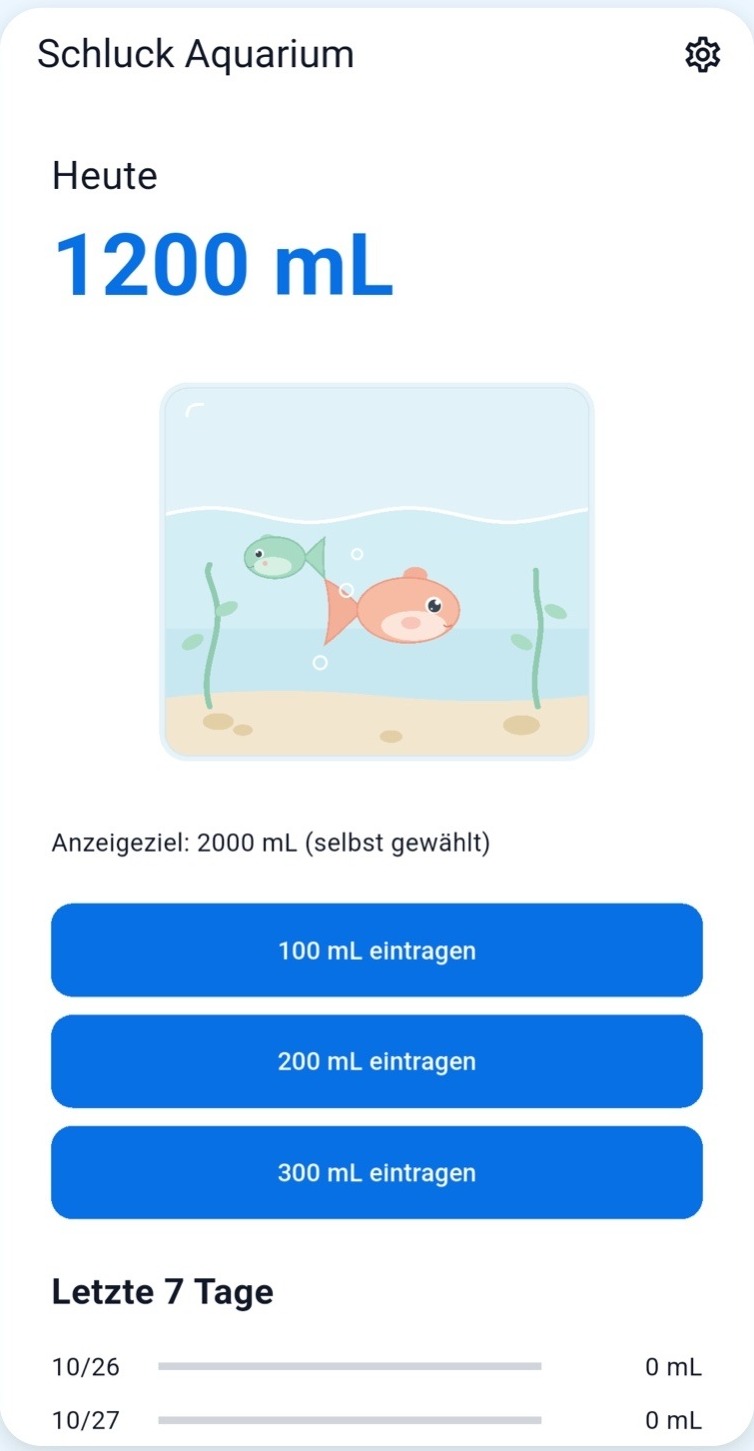 Schluck Aquarium
Heute
1200 mL
Anzeigeziel: 2000 mL (selbst gewählt)
100 mL eintragen
200 mL eintragen
300 mL eintragen
Letzte 7 Tage
10/26 0 mL
10/27 0 mL